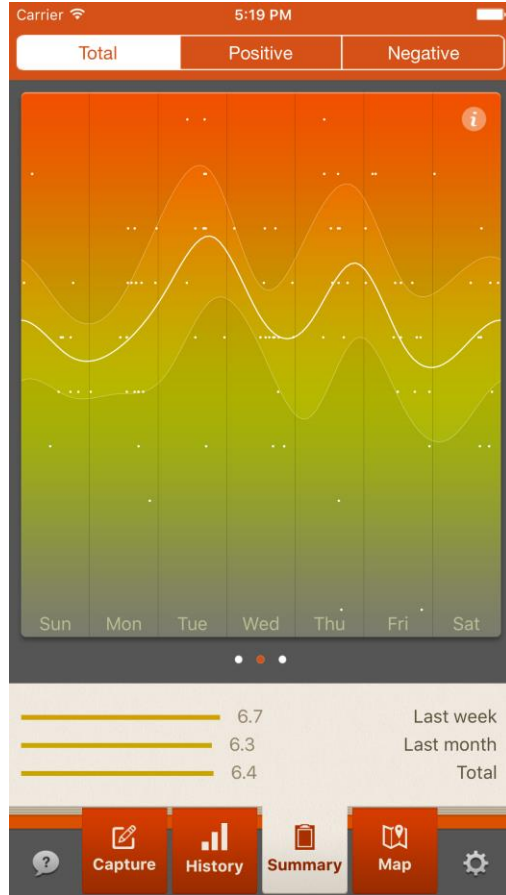 Carrier 5:19 PM
Total Positive Negative
i
Sun Mon Tue Wed Thu Fri Sat
6.7 Last week
6.3 Last month
6.4 Total
? Capture History Summary Map